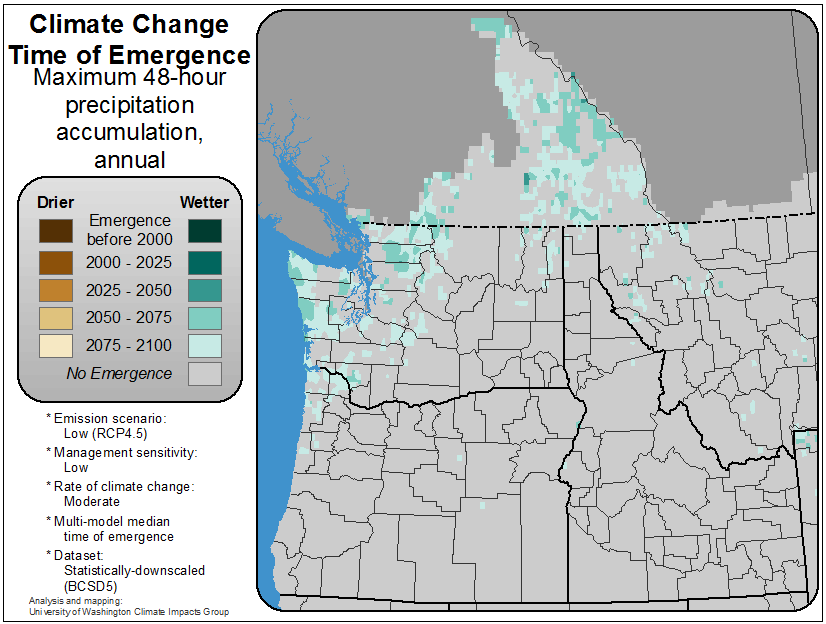 Climate Change
Time of Emergence
Maximum 48-hour
precipitation
accumulation,
annual
Drier
Wetter
Emergence
before 2000
2000 - 2025
2025 - 2050
2050 - 2075
2075 - 2100
No Emergence
* Emission scenario:
Low (RCP4.5)
* Management sensitivity:
Low
* Rate of climate change:
Moderate
* Multi-model median
time of emergence
* Dataset:
Statistically-downscaled
(BCSD5)
Analysis and mapping:
University of Washington Climate Impacts Group